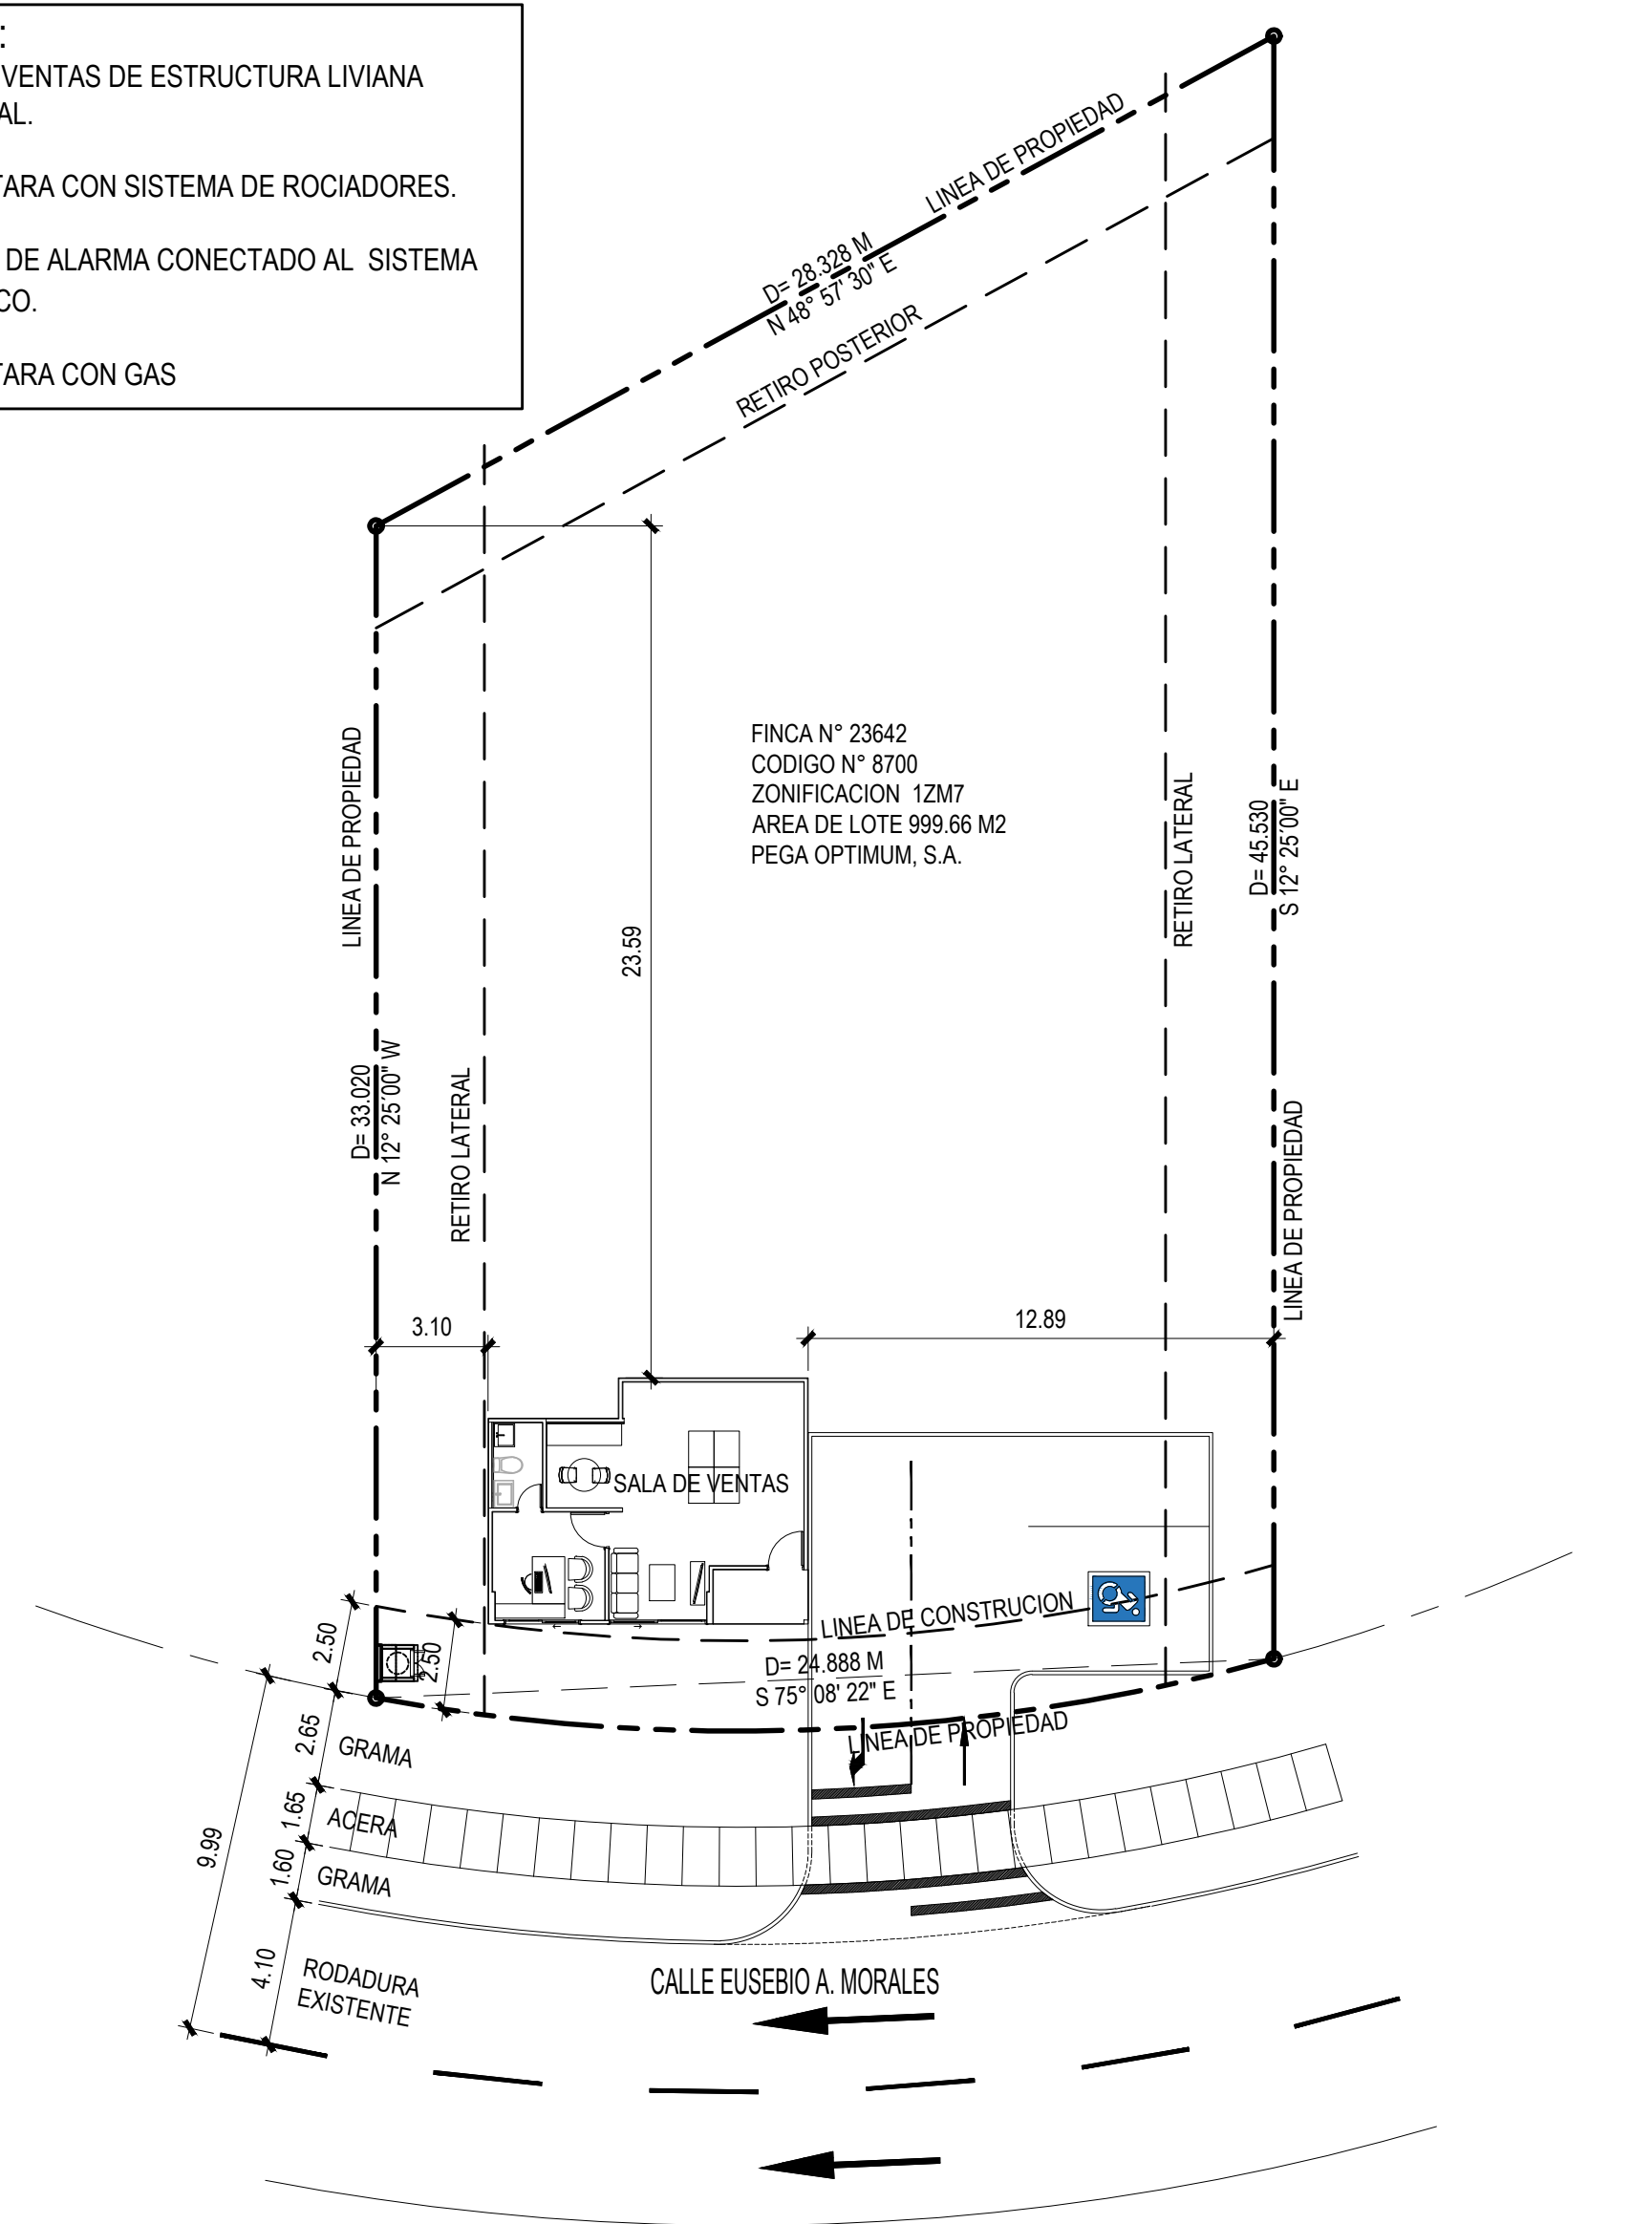 :
VENTAS DE ESTRUCTURA LIVIANA
AL.
TARA CON SISTEMA DE ROCIADORES.
DE ALARMA CONECTADO AL SISTEMA
CO.
TARA CON GAS
LINEA DE PROPIEDAD
D= 28.328 M
N 48° 57' 30" E
RETIRO POSTERIOR
FINCA N° 23642
CODIGO N° 8700
ZONIFICACION 1ZM7
AREA DE LOTE 999.66 M2
PEGA OPTIMUM, S.A.
LINEA DE PROPIEDAD
23.59
RETIRO LATERAL
D= 45.530
S 12° 25'00" E
D= 33.020
N 12° 25'00" W
RETIRO LATERAL
LINEA DE PROPIEDAD
3.10
12.89
SALA DE VENTAS
LINEA DE CONSTRUCION
2.50
2.50
D= 24.888 M
S 75° 08' 22" E
LINEA DE PROPIEDAD
2.65
GRAMA
1.65
ACERA
9.99
1.60
GRAMA
4.10
RODADURA
EXISTENTE
CALLE EUSEBIO A. MORALES